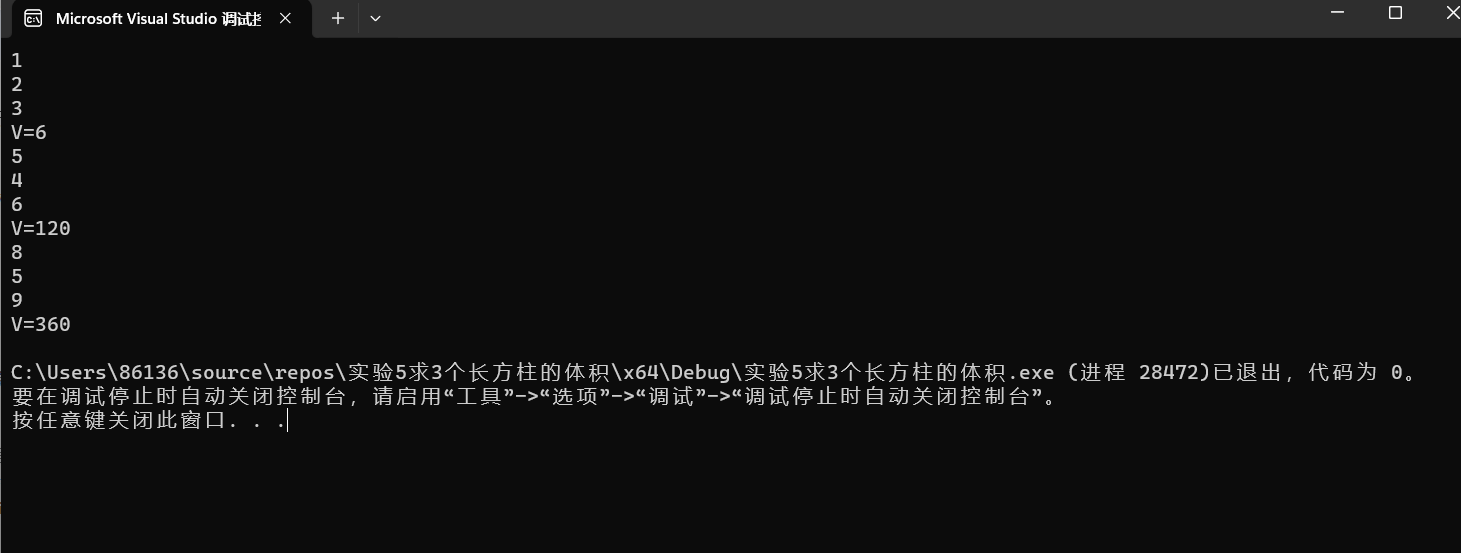 Microsoft Visual Studio 调试控
1
2
3
V=6
5
4
6
V=120
8
5
9
V=360
C:\Users\86136\source\repos\实验5求3个长方柱的体积\x64\Debug\实验5求3个长方柱的体积.exe (进程 28472)已退出，代码为 0。
要在调试停止时自动关闭控制台，请启用“工具”->“选项”->“调试”->“调试停止时自动关闭控制台”。
按任意键关闭此窗口. . .